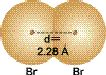 d=
2.28 Å
Br Br